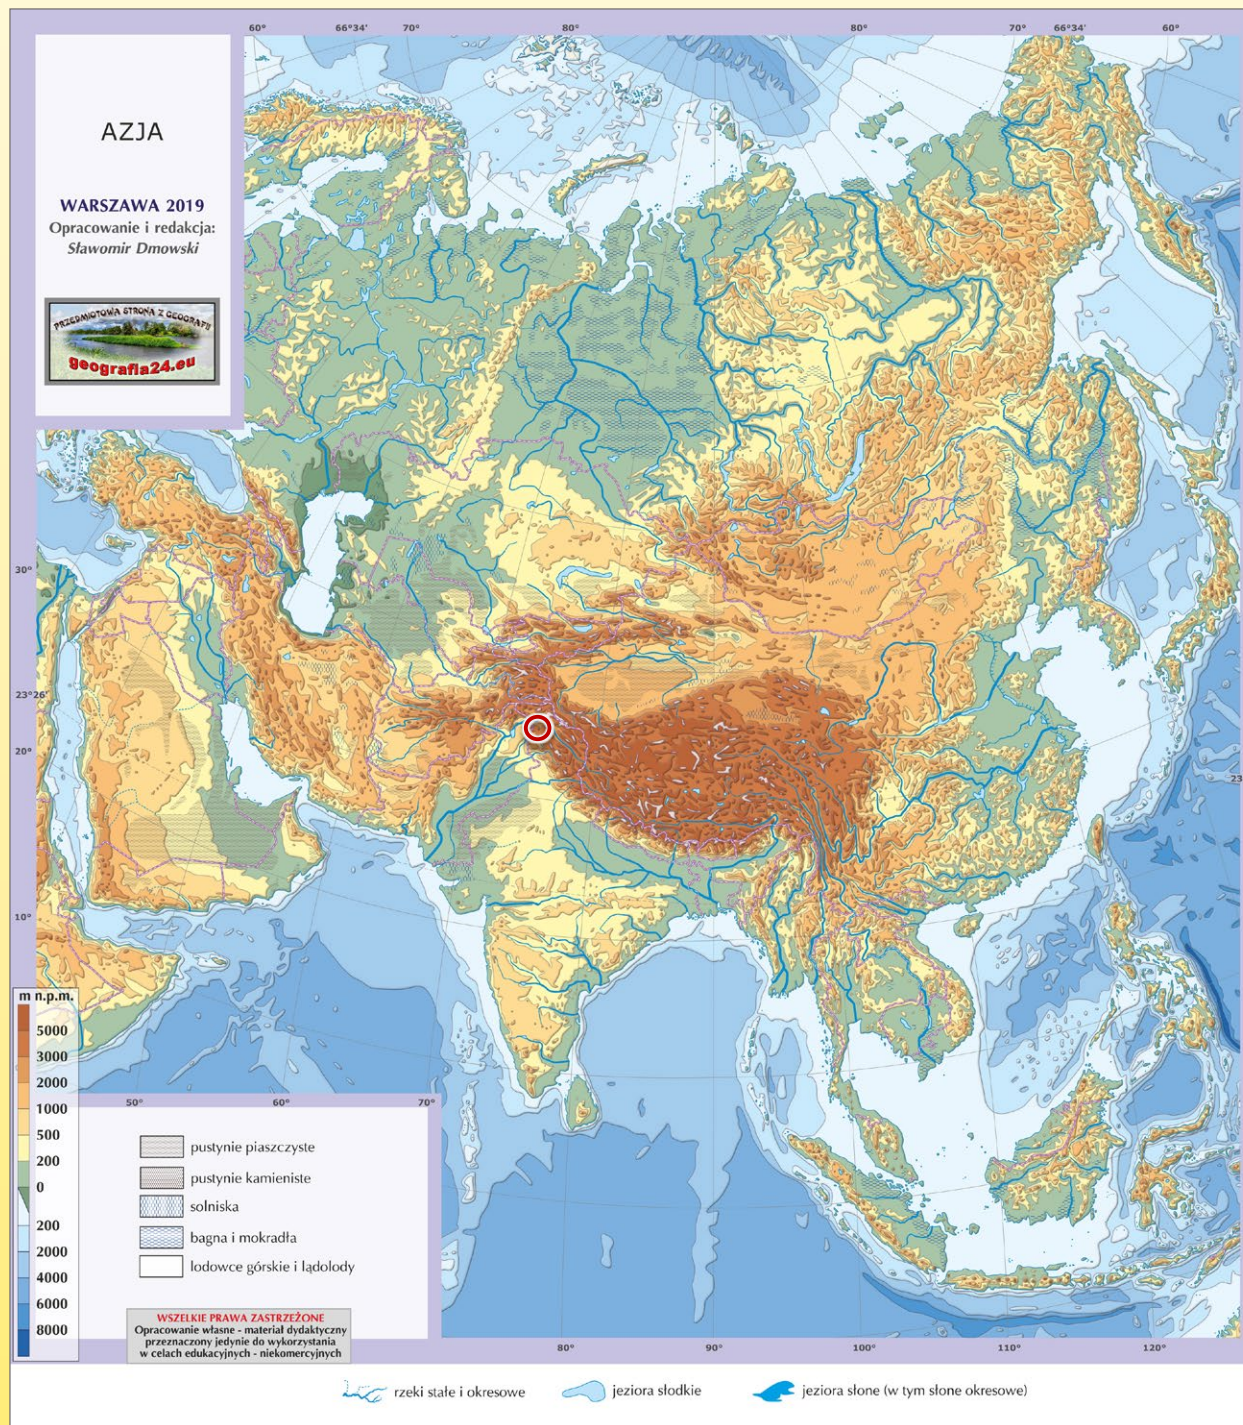 60° 66°34' 70° 80° 80° 70° 66°34' 60°
AZJA
WARSZAWA 2019
Opracowanie i redakcja:
Sławomir Dmowski
PRZEDMIOTOWA STRONA Z GEOGRAFII
geografia24.eu
30°
23°26'
20°
23
10°
m n.p.m.
5000
3000
2000
1000
500
200
0
200
2000
4000
6000
8000
50° 60° 70°
pustynie piaszczyste
pustynie kamieniste
solniska
bagna i mokradła
lodowce górskie i lądolody
WSZELKIE PRAWA ZASTRZEŻONE
Opracowanie własne - materiał dydaktyczny
przeznaczony jedynie do wykorzystania
w celach edukacyjnych - niekomercyjnych
80° 90° 100° 110° 120°
rzeki stałe i okresowe
jeziora słodkie
jeziora słone (w tym słone okresowe)